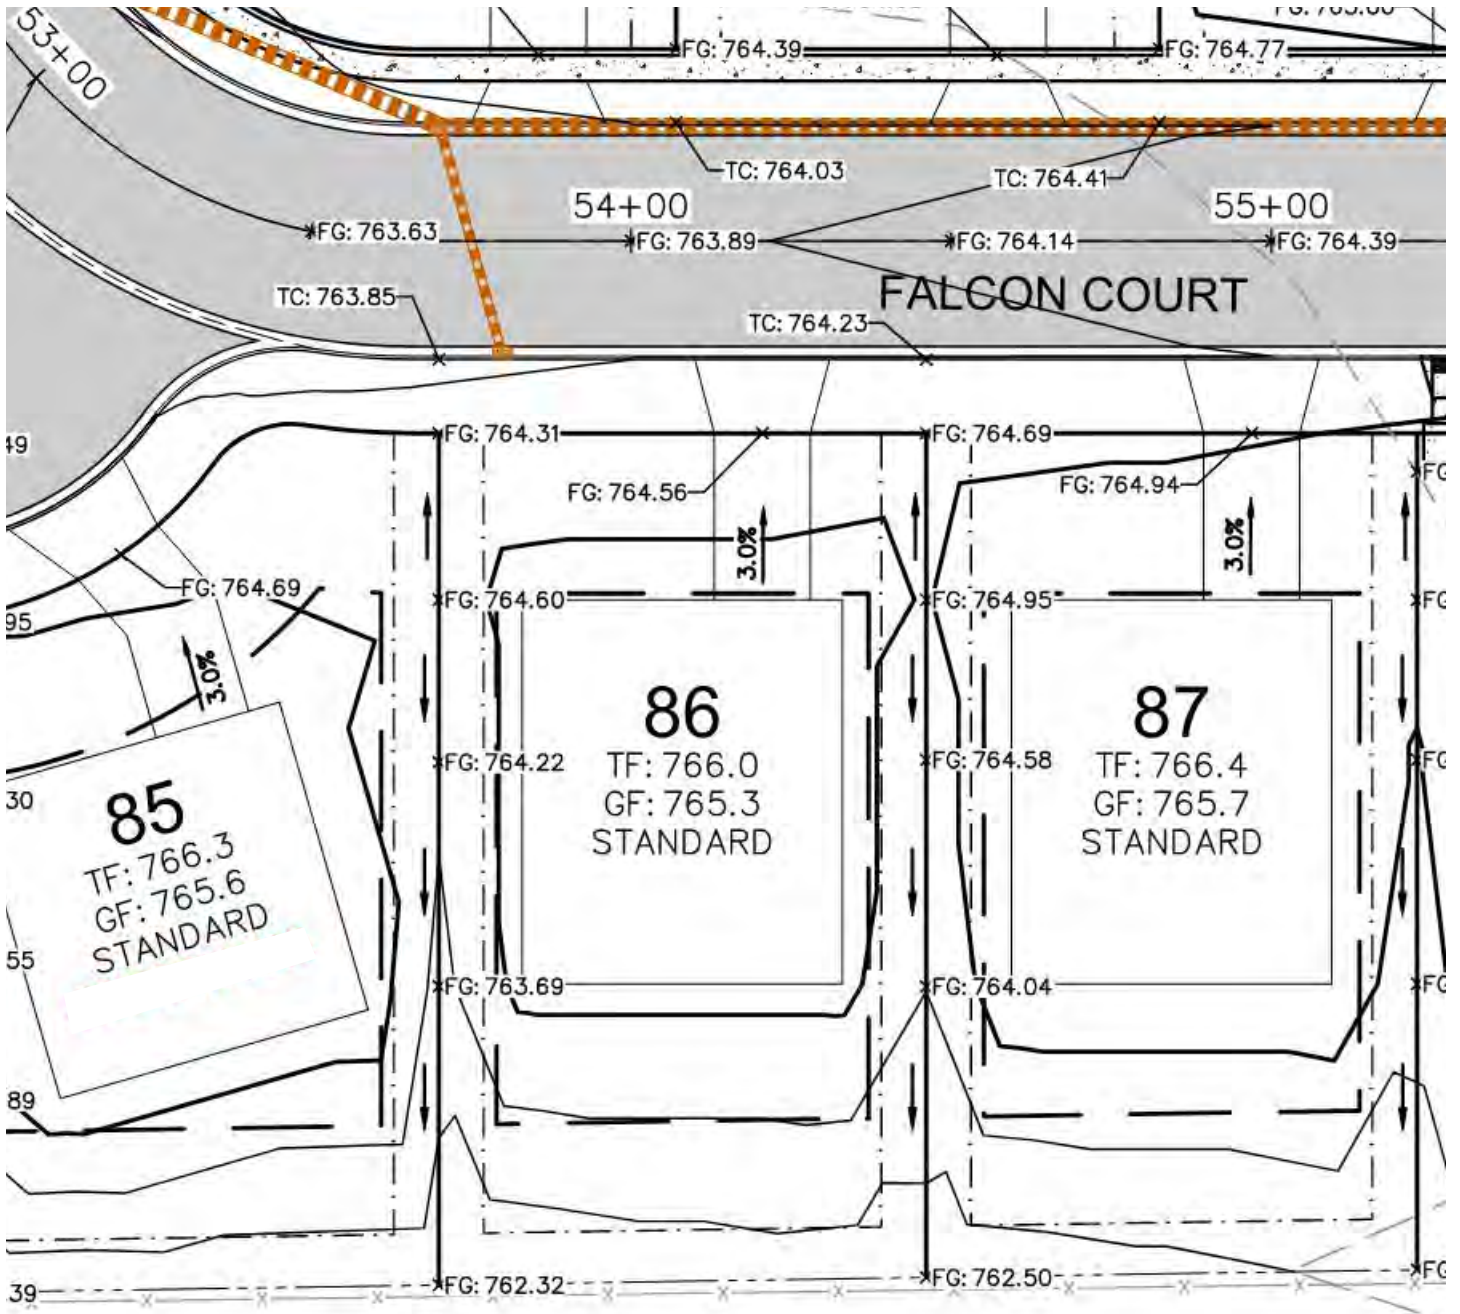 53+00
FG: 764.39
FG: 764.77
TC: 764.03
TC: 764.41
54+00
55+00
FG: 763.63
FG: 763.89
FG: 764.14
FG: 764.39
FALCON COURT
TC: 763.85
TC: 764.23
49
FG: 764.31
FG: 764.69
FG: 764.56
FG: 764.94
FG
3.0%
3.0%
FG: 764.69
FG: 764.60
FG: 764.95
FG
95
3.0%
86
TF: 766.0
GF: 765.3
STANDARD
87
TF: 766.4
GF: 765.7
STANDARD
FG: 764.22
FG: 764.58
FG
30
85
TF: 766.3
GF: 765.6
STANDARD
55
FG: 763.69
FG: 764.04
FG
89
39
FG: 762.32
FG: 762.50
FG